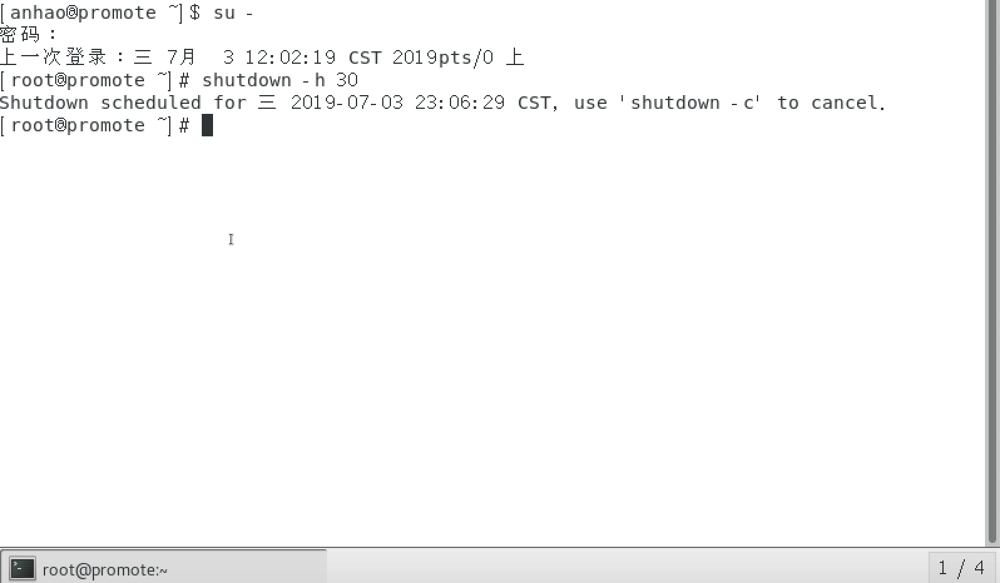 [anhao@promote ~]$ su -
密码：
上一次登录：三 7月  3 12:02:19 CST 2019pts/0 上
[root@promote ~]# shutdown -h 30
Shutdown scheduled for 三 2019-07-03 23:06:29 CST, use 'shutdown -c' to cancel.
[root@promote ~]#
root@promote:~
1 / 4